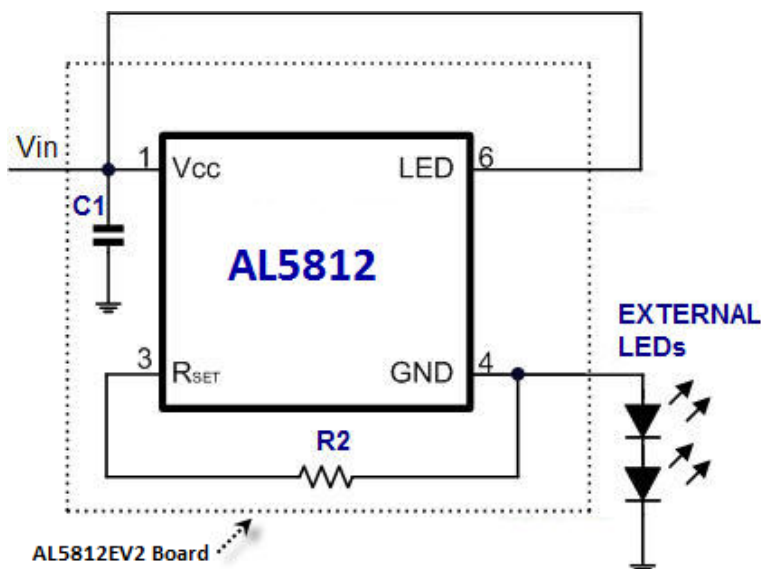 Vin
1
Vcc
LED
6
C1
AL5812
3
RSET
GND
4
EXTERNAL
LEDs
R2
AL5812EV2 Board